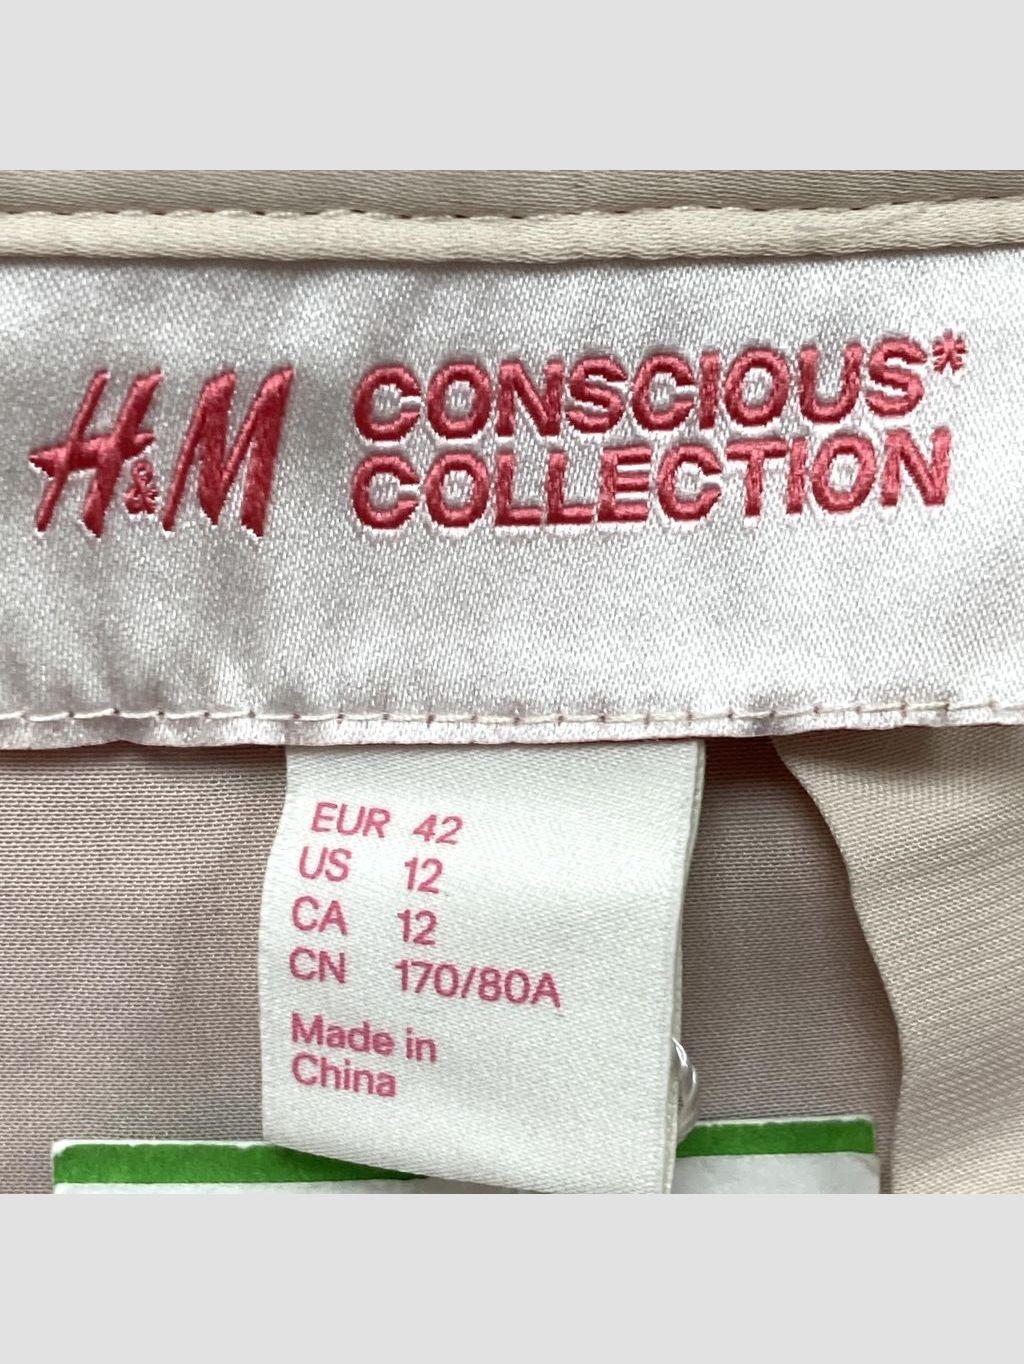 H&M CONSCIOUS*
COLLECTION
EUR 42
US 12
CA 12
CN 170/80A
Made in
China